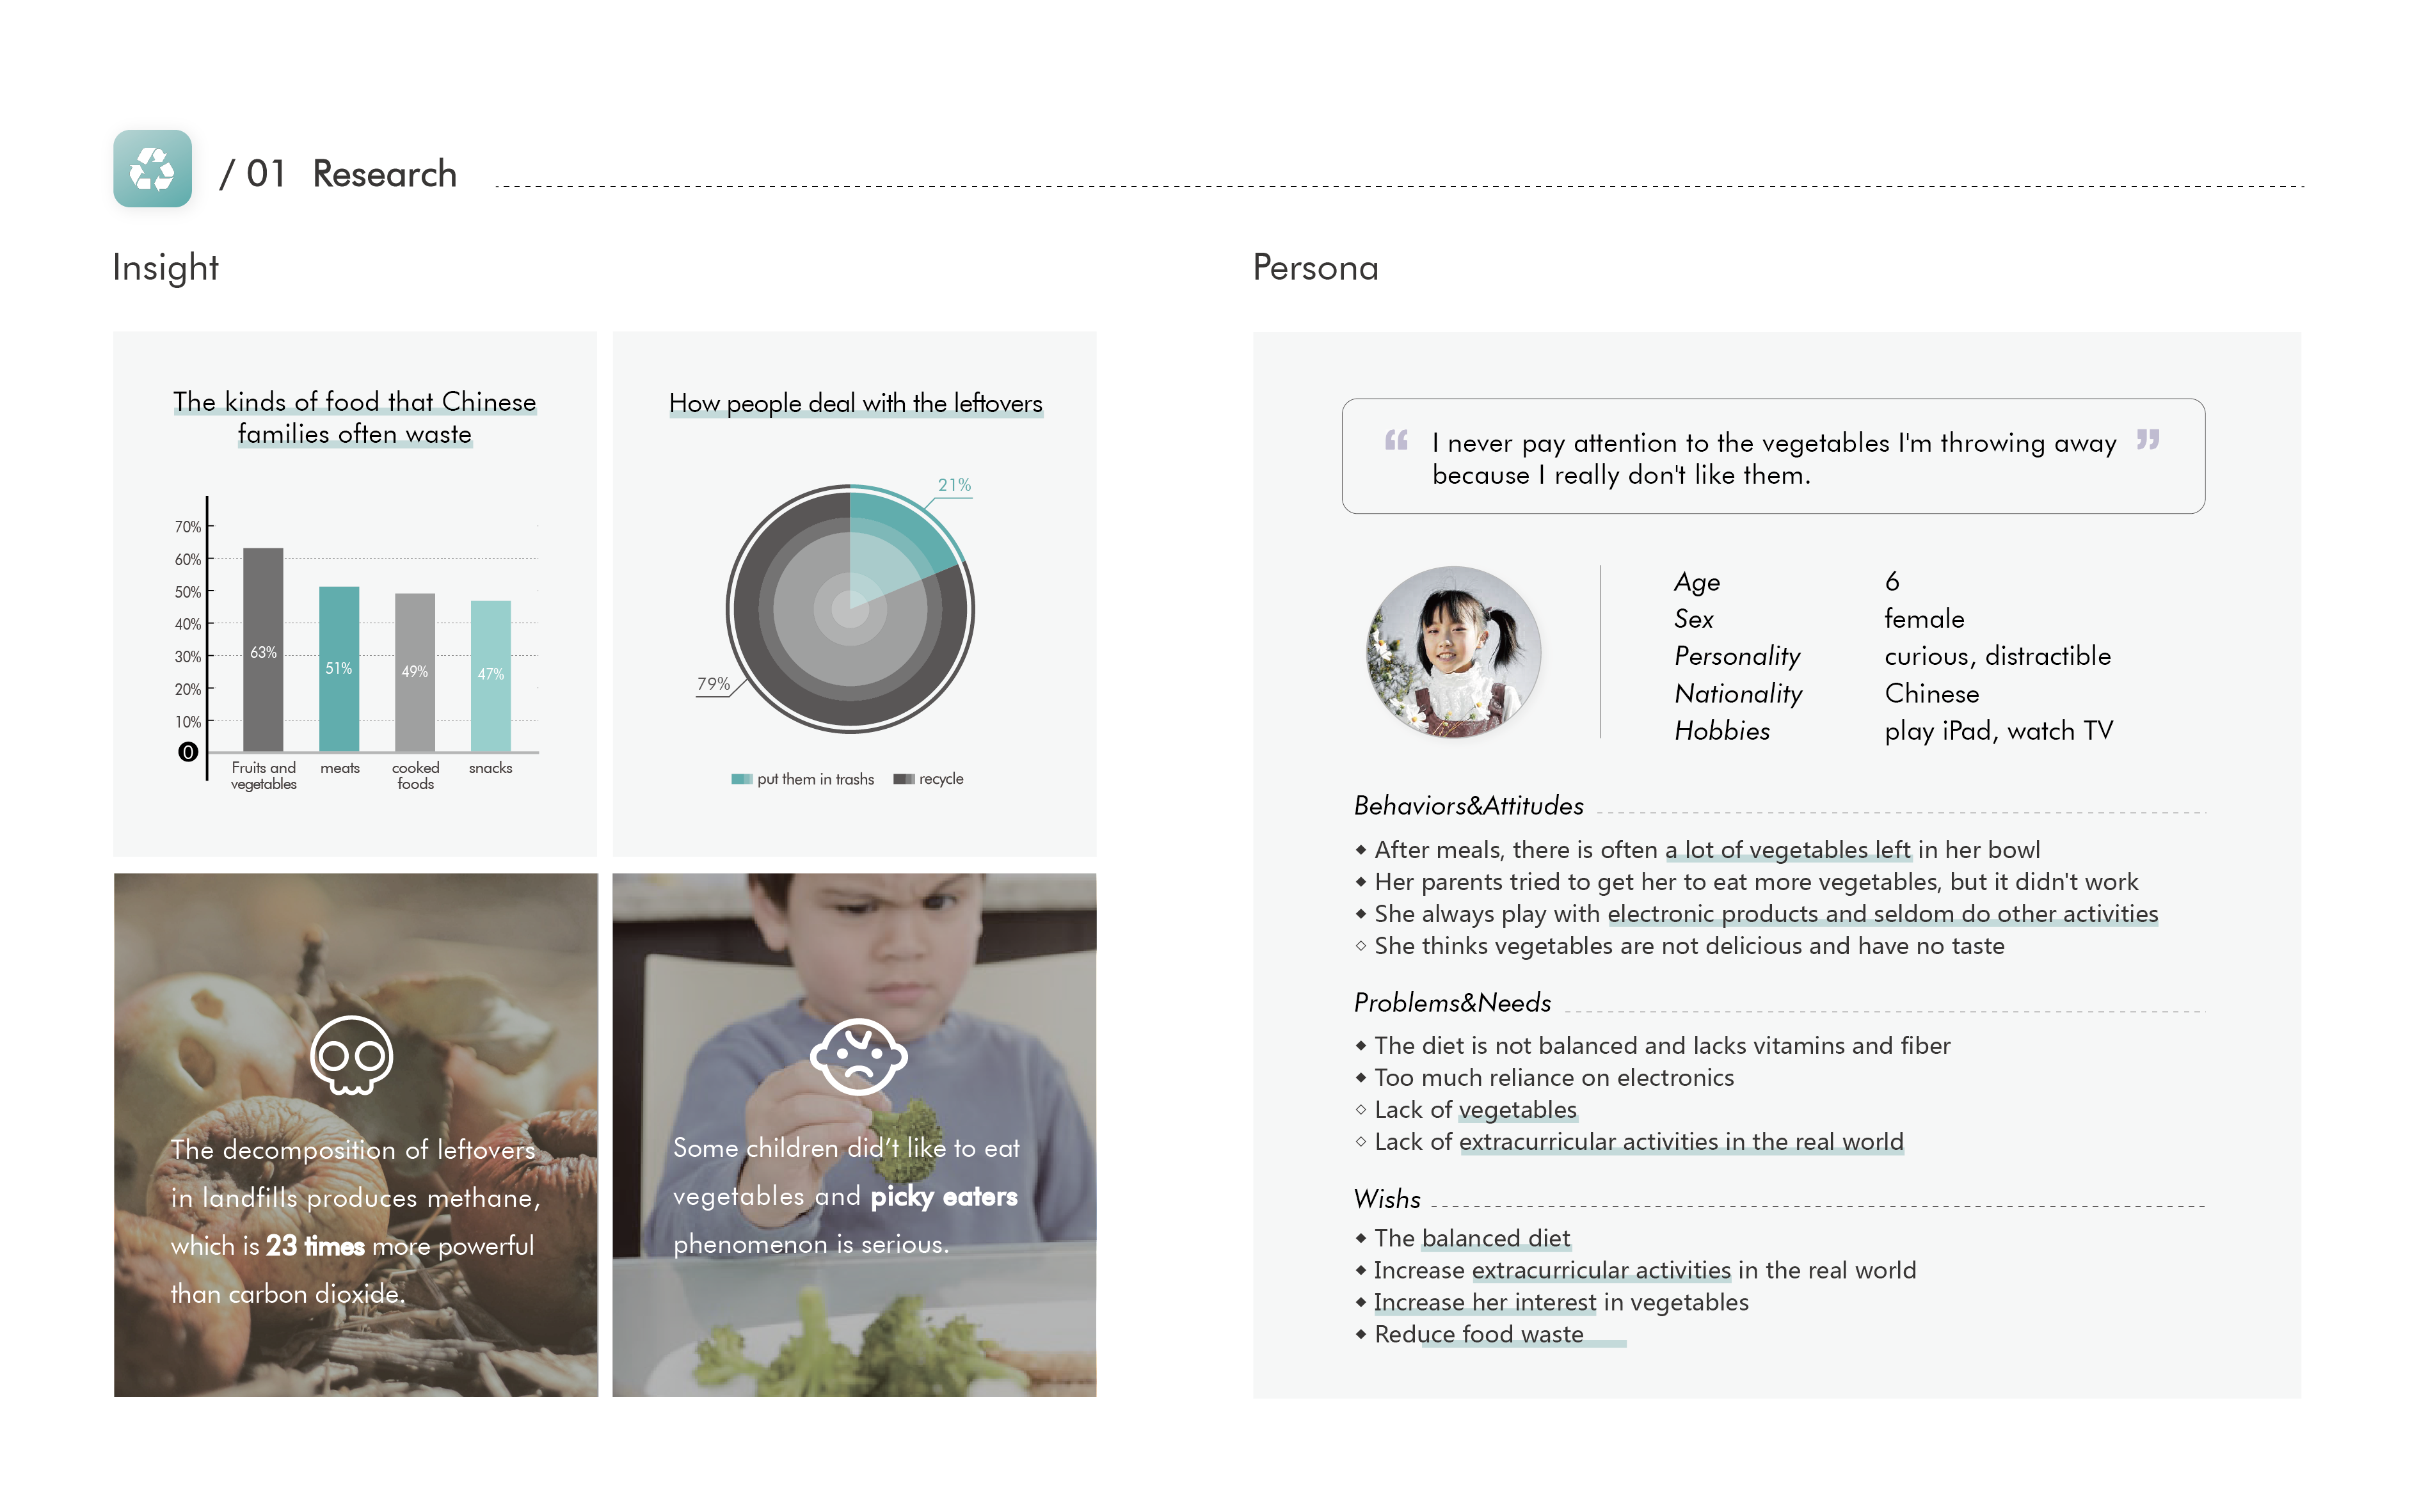 / 01 Research
Insight
The kinds of food that Chinese
families often waste
70%
60%
50%
40%
30%
20%
10%
0
63%
51%
49%
47%
Fruits and
vegetables
meats
cooked
foods
snacks
How people deal with the leftovers
21%
79%
put them in trashs
recycle
The decomposition of leftovers
in landfills produces methane,
which is 23 times more powerful
than carbon dioxide.
Some children did't like to eat
vegetables and picky eaters
phenomenon is serious.
Persona
“ I never pay attention to the vegetables I'm throwing away ”
because I really don't like them.
Age 6
Sex female
Personality curious, distractible
Nationality Chinese
Hobbies play iPad, watch TV
Behaviors&Attitudes
After meals, there is often a lot of vegetables left in her bowl
Her parents tried to get her to eat more vegetables, but it didn't work
She always play with electronic products and seldom do other activities
She thinks vegetables are not delicious and have no taste
Problems&Needs
The diet is not balanced and lacks vitamins and fiber
Too much reliance on electronics
Lack of vegetables
Lack of extracurricular activities in the real world
Wishs
The balanced diet
Increase extracurricular activities in the real world
Increase her interest in vegetables
Reduce food waste